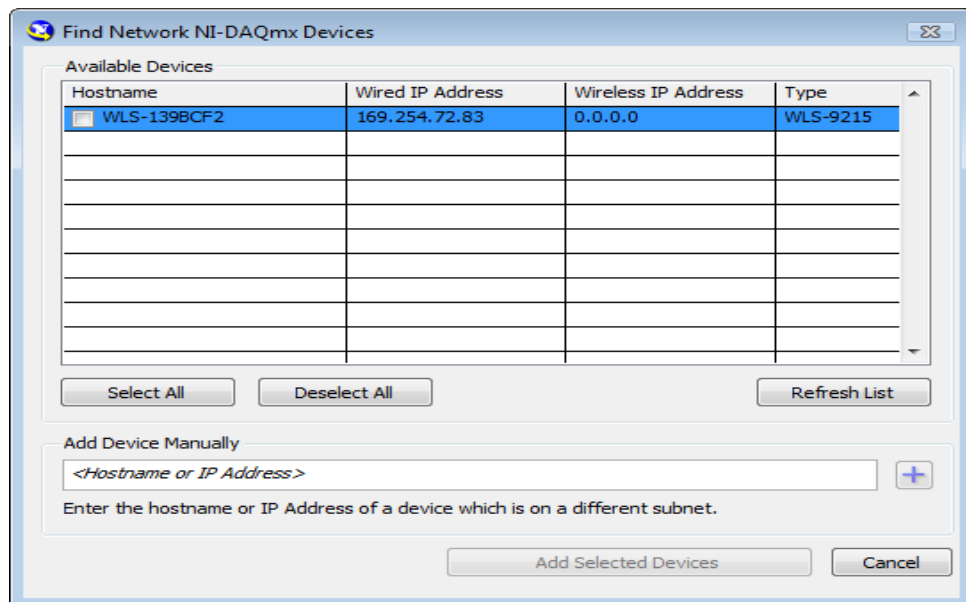 Find Network NI-DAQmx Devices
Available Devices
Hostname Wired IP Address Wireless IP Address Type
WLS-139BCF2 169.254.72.83 0.0.0.0 WLS-9215
Select All Deselect All Refresh List
Add Device Manually
<Hostname or IP Address>
Enter the hostname or IP Address of a device which is on a different subnet.
Add Selected Devices Cancel